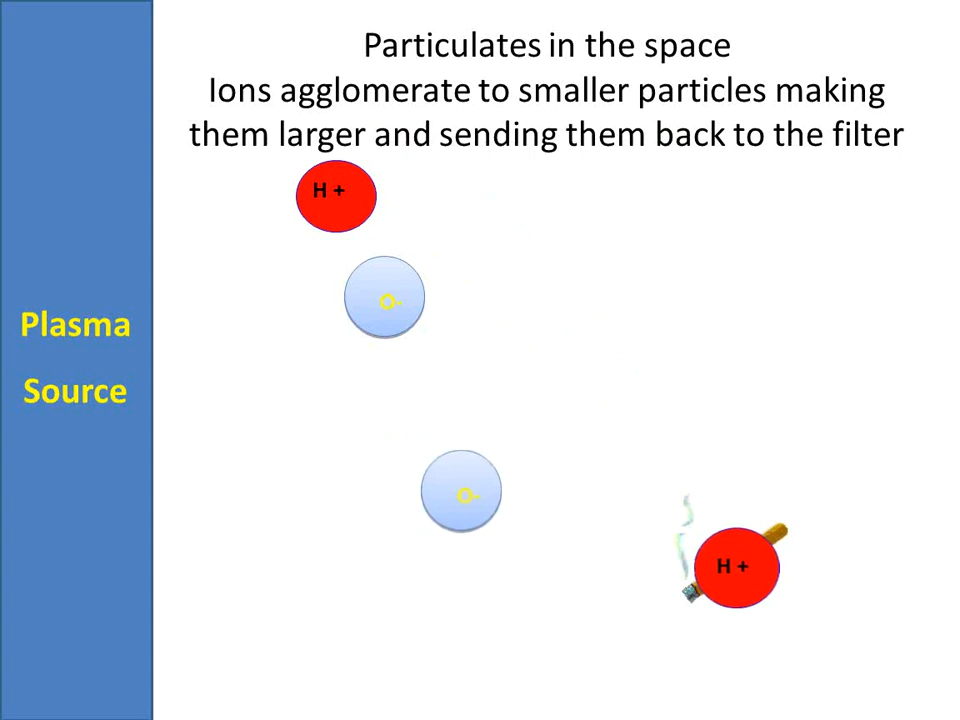 Particulates in the space
Ions agglomerate to smaller particles making
them larger and sending them back to the filter
H +
O-
Plasma
Source
O-
H +